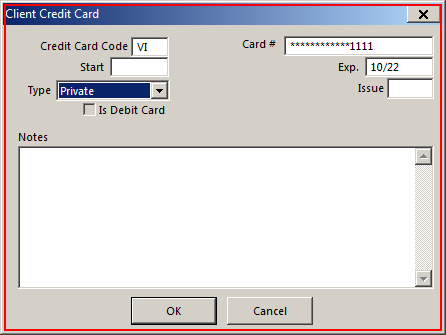 Client Credit Card
Credit Card Code VI Card # ************1111
Start Exp. 10/22
Type Private Issue
Is Debit Card
Notes
OK Cancel